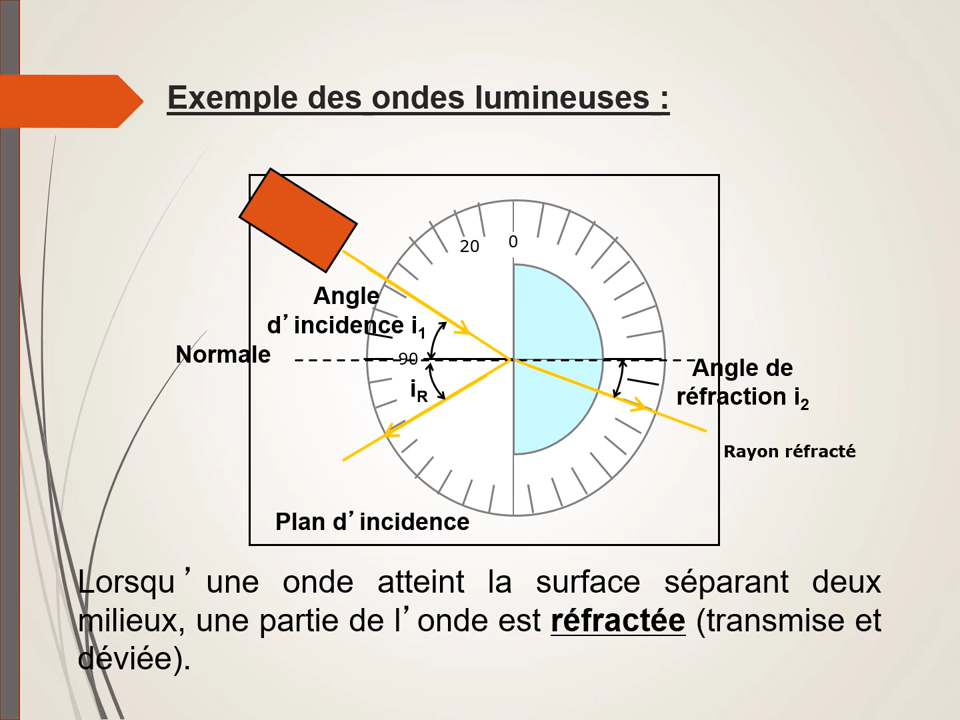 Exemple des ondes lumineuses :
20
0
Angle
d’incidence i1
Normale
90
iR
Angle de
réfraction i2
Rayon réfracté
Plan d’incidence
Lorsqu’une onde atteint la surface séparant deux
milieux, une partie de l’onde est réfractée (transmise et
déviée).